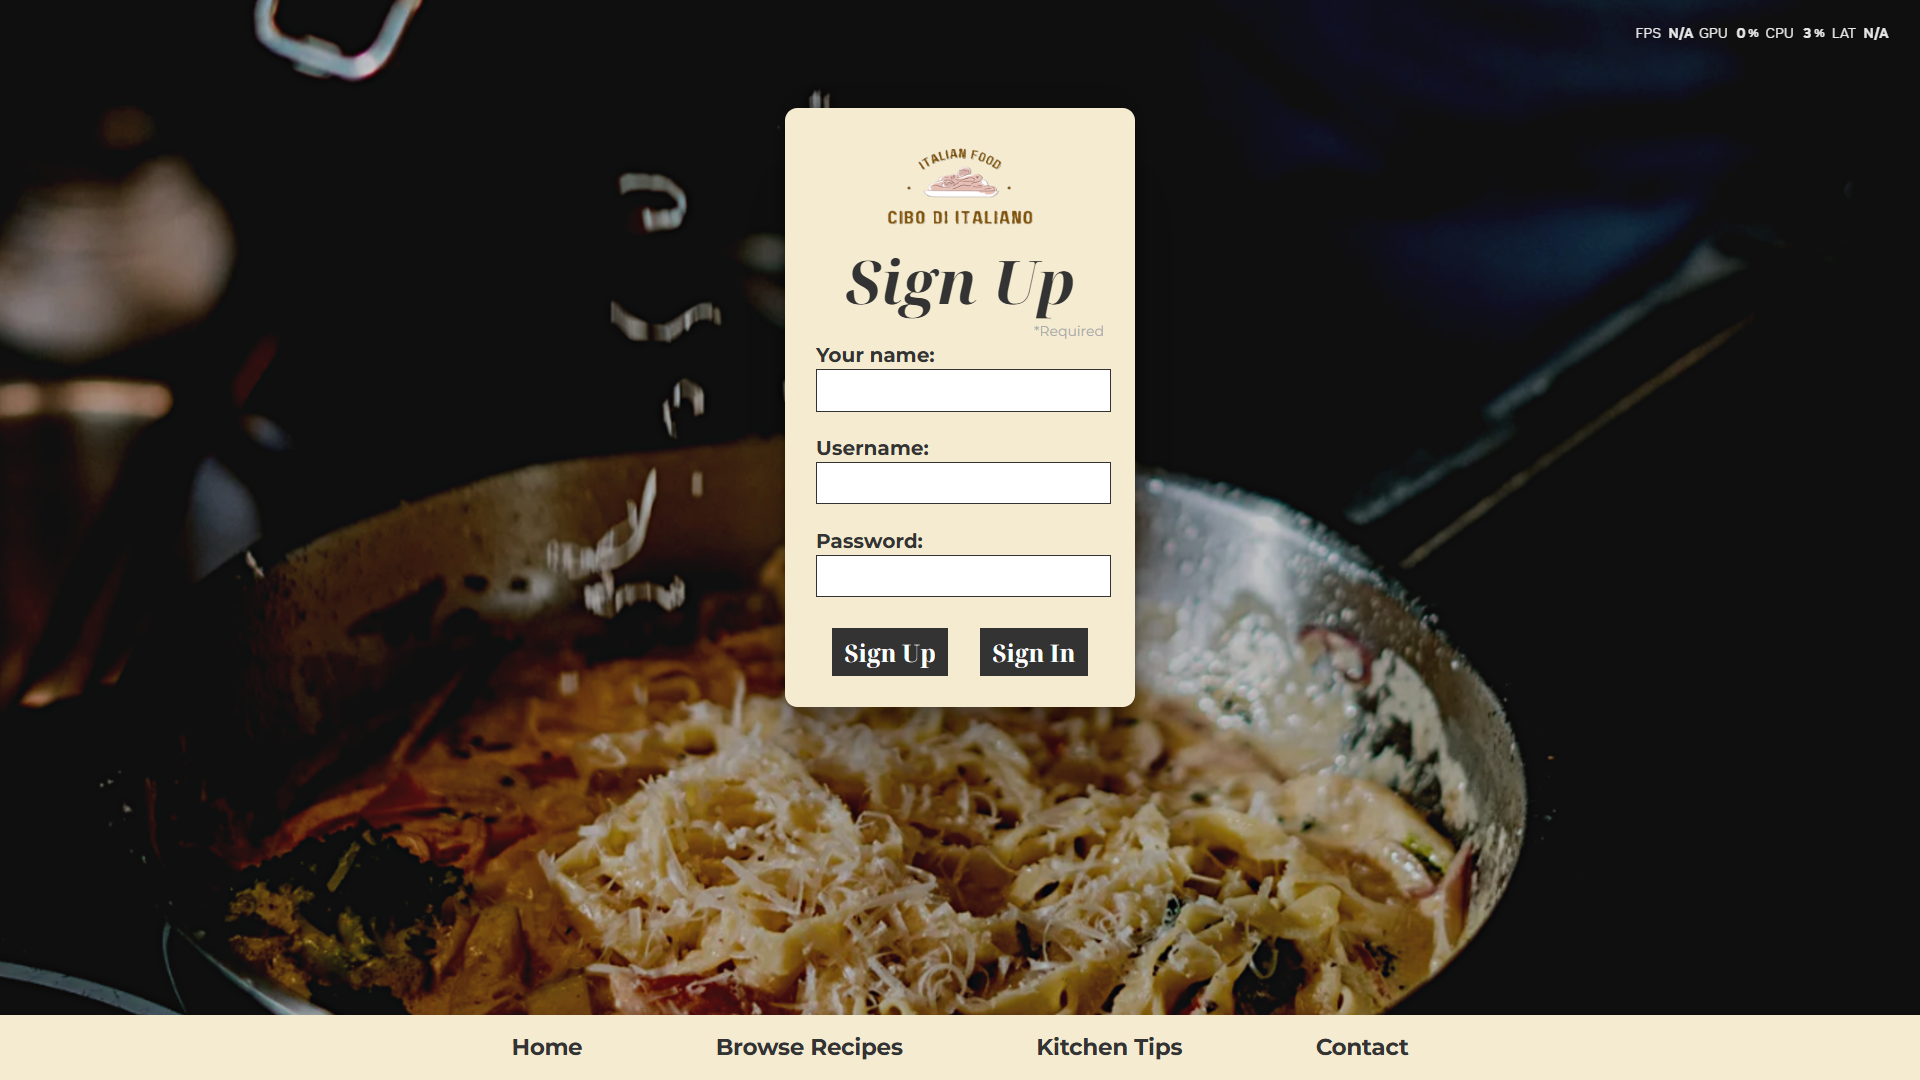 FPS N/A GPU 0% CPU 3% LAT N/A
ITALIAN FOOD
CIBO DI ITALIANO
Sign Up
*Required
Your name:
Username:
Password:
Sign Up Sign In
Home Browse Recipes Kitchen Tips Contact